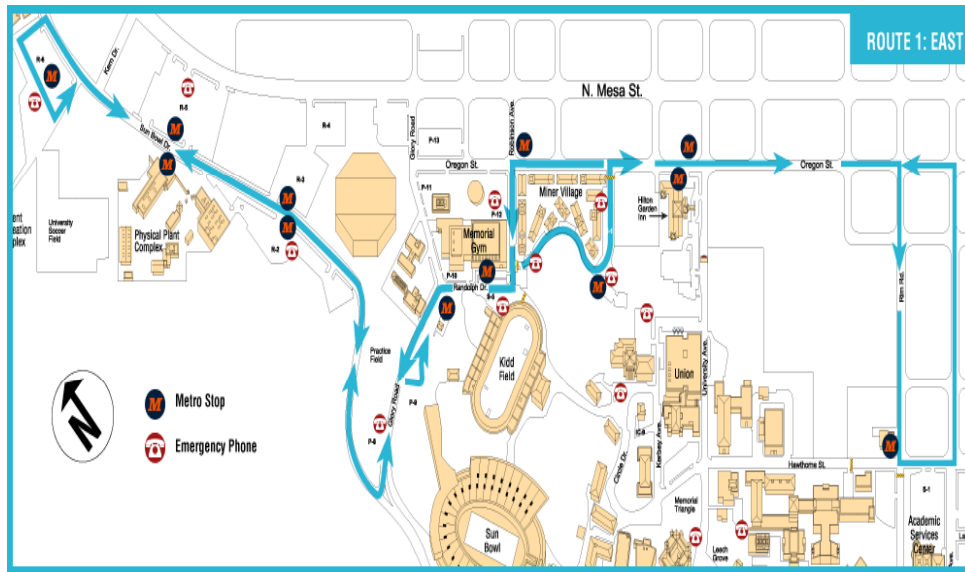 ROUTE 1: EAST
N. Mesa St.
R-6
Kern Dr.
R-5
Sun Bowl Dr.
R-4
R-3
R-2
Glory Road
P-13
Robinson Ave.
Oregon St.
Oregon St.
P-11
P-12
Miner Village
Hilton
Garden
Inn
Memorial
Gym
P-10
Randolph Dr.
University
Soccer
Field
Physical Plant
Complex
Rim Rd.
Practice
Field
Kidd
Field
Union
University Ave.
Glory Road
P-9
P-8
N
M Metro Stop
Emergency Phone
Kerbey Ave.
Circle Dr.
Hawthorne St.
Memorial
Triangle
Sun
Bowl
Leech
Grove
S-1
Academic
Services
Center